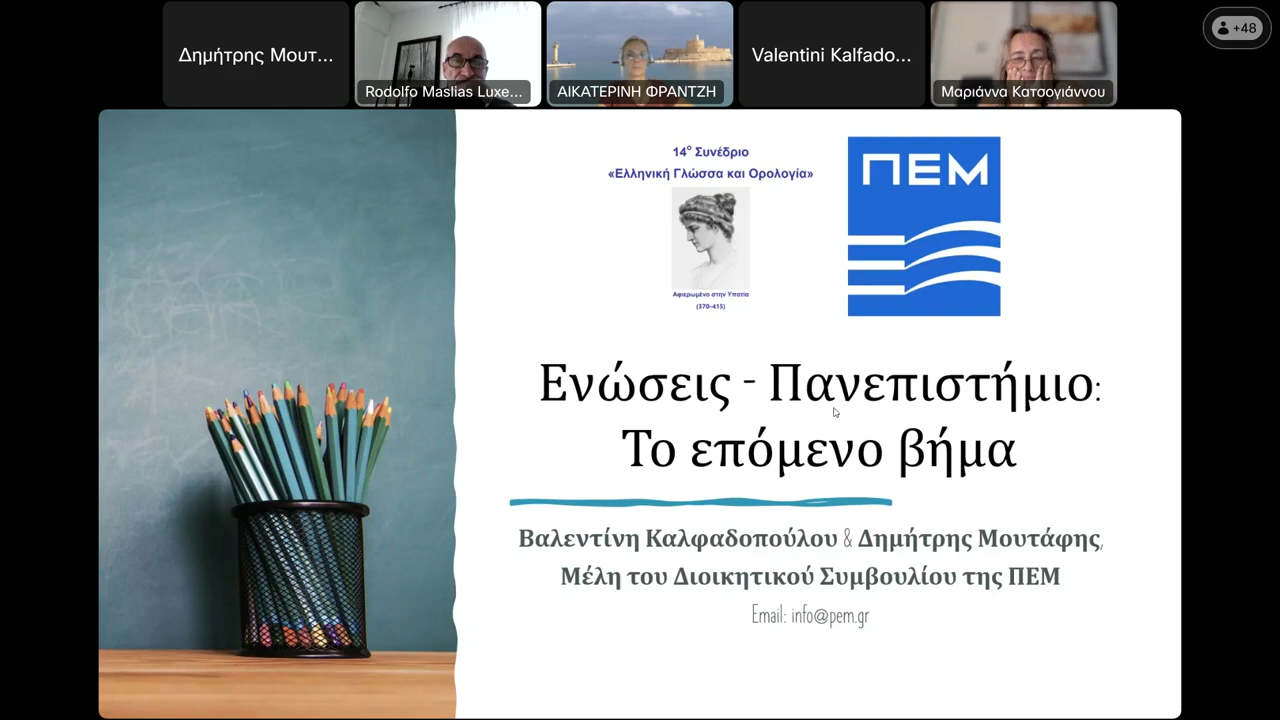 Δημήτρης Μουτ...
Rodolfo Maslias Luxe...
ΑΙΚΑΤΕΡΙΝΗ ΦΡΑΝΤΖΗ
Valentini Kalfado...
Μαριάννα Κατσογιάννου
+48
14ο Συνέδριο
«Ελληνική Γλώσσα και Ορολογία»
Αφιερωμένο στην Υπατία
(370–415)
ΠΕΜ
Ενώσεις - Πανεπιστήμιο:
Το επόμενο βήμα
Βαλεντίνη Καλφαδοπούλου & Δημήτρης Μουτάφης,
Μέλη του Διοικητικού Συμβουλίου της ΠΕΜ
Email: info@pem.gr